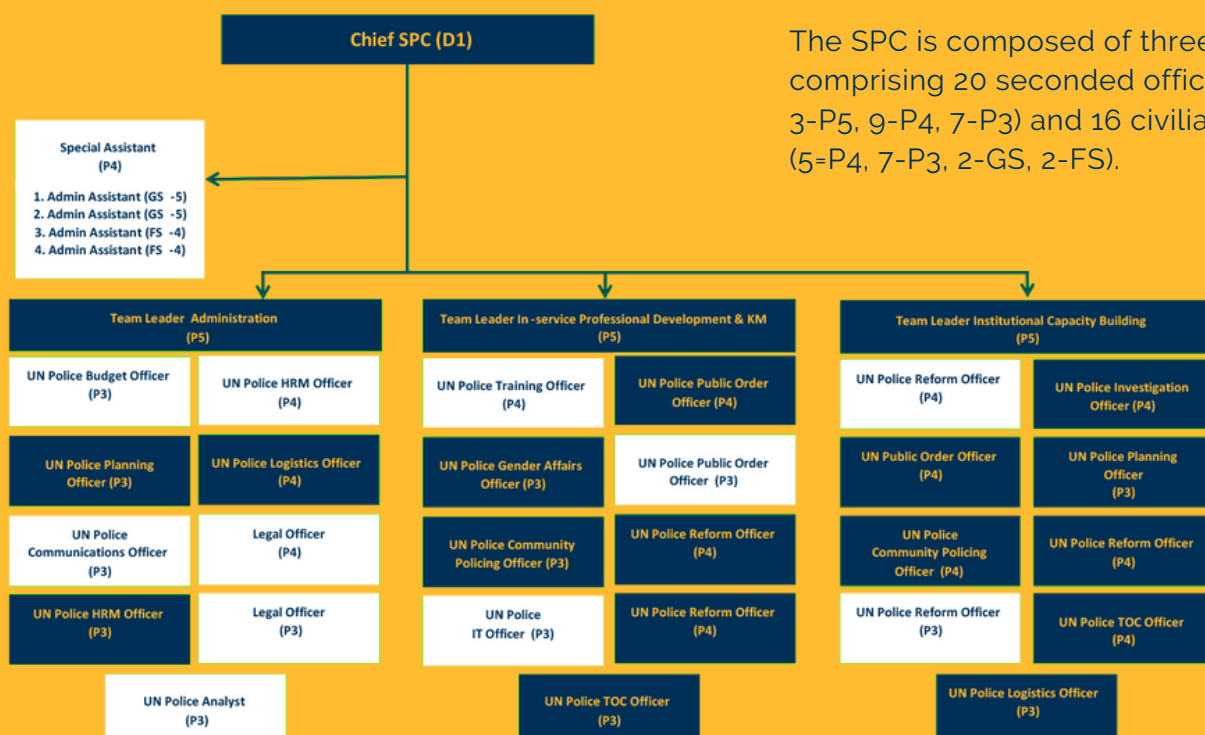 Chief SPC (D1)
The SPC is composed of three
comprising 20 seconded offic
3-P5, 9-P4, 7-P3) and 16 civilia
(5=P4, 7-P3, 2-GS, 2-FS).
Special Assistant
(P4)
1. Admin Assistant (GS -5)
2. Admin Assistant (GS -5)
3. Admin Assistant (FS -4)
4. Admin Assistant (FS -4)
Team Leader Administration
(P5)
UN Police Budget Officer
(P3)
UN Police HRM Officer
(P4)
UN Police Planning
Officer (P3)
UN Police Logistics Officer
(P4)
UN Police
Communications Officer
(P3)
Legal Officer
(P4)
UN Police HRM Officer
(P3)
Legal Officer
(P3)
UN Police Analyst
(P3)
Team Leader In -service Professional Development & KM
(P5)
UN Police Training Officer
(P4)
UN Police Public Order
Officer (P4)
UN Police Gender Affairs
Officer (P3)
UN Police Public Order
Officer (P3)
UN Police Community
Policing Officer (P3)
UN Police Reform Officer
(P4)
UN Police
IT Officer (P3)
UN Police Reform Officer
(P4)
UN Police TOC Officer
(P3)
Team Leader Institutional Capacity Building
(P5)
UN Police Reform Officer
(P4)
UN Police Investigation
Officer (P4)
UN Public Order Officer
(P4)
UN Police Planning
Officer
(P3)
UN Police
Community Policing
Officer (P4)
UN Police Reform Officer
(P4)
UN Police Reform Officer
(P3)
UN Police TOC Officer
(P4)
UN Police Logistics Officer
(P3)